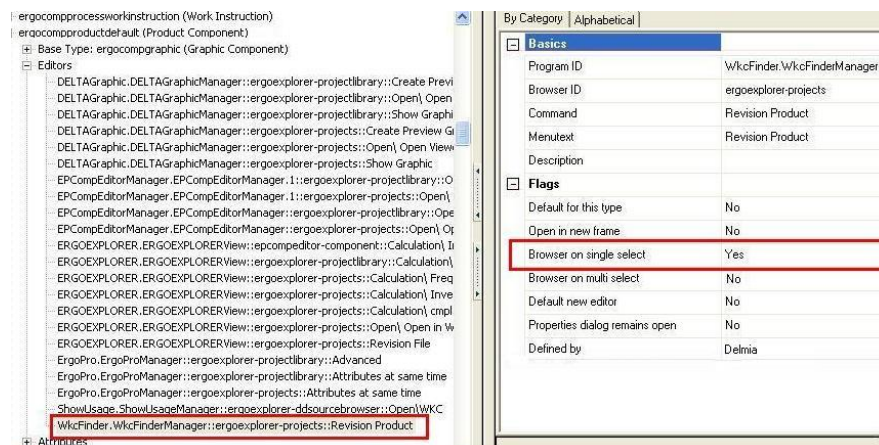 ergocompprocessworkinstruction (Work Instruction)
ergocompproductdefault (Product Component)
Base Type: ergocompgraphic (Graphic Component)
Editors
DELTAGraphic.DELTAGraphicManager::ergoexplorer-projectlibrary::Create Previ
DELTAGraphic.DELTAGraphicManager::ergoexplorer-projectlibrary::Open\ Open
DELTAGraphic.DELTAGraphicManager::ergoexplorer-projectlibrary::Show Graphi
DELTAGraphic.DELTAGraphicManager::ergoexplorer-projects::Create Preview G
DELTAGraphic.DELTAGraphicManager::ergoexplorer-projects::Open\ Open View
DELTAGraphic.DELTAGraphicManager::ergoexplorer-projects::Show Graphic
EPCompEditorManager.EPCompEditorManager.1::ergoexplorer-projectlibrary::O
EPCompEditorManager.EPCompEditorManager.1::ergoexplorer-projects::Open\
EPCompEditorManager.EPCompEditorManager::ergoexplorer-projectlibrary::Ope
EPCompEditorManager.EPCompEditorManager::ergoexplorer-projects::Open\ Op
ERGOEXPLORER.ERGOEXPLORERView::epcompeditor-component::Calculation\ I
ERGOEXPLORER.ERGOEXPLORERView::ergoexplorer-projectlibrary::Calculation\
ERGOEXPLORER.ERGOEXPLORERView::ergoexplorer-projects::Calculation\ Freq
ERGOEXPLORER.ERGOEXPLORERView::ergoexplorer-projects::Calculation\ Inve
ERGOEXPLORER.ERGOEXPLORERView::ergoexplorer-projects::Calculation\ cmpl
ERGOEXPLORER.ERGOEXPLORERView::ergoexplorer-projects::Open\ Open in W
ERGOEXPLORER.ERGOEXPLORERView::ergoexplorer-projects::Revision File
ErgoPro.ErgoProManager::ergoexplorer-projectlibrary::Advanced
ErgoPro.ErgoProManager::ergoexplorer-projectlibrary::Attributes at same time
ErgoPro.ErgoProManager::ergoexplorer-projects::Attributes at same time
ShowUsage.ShowUsageManager::ergoexplorer-ddsourcebrowser::Open\WKC
WkcFinder.WkcFinderManager::ergoexplorer-projects::Revision Product
Attributes
By Category Alphabetical
Basics
Program ID WkcFinder.WkcFinderManager
Browser ID ergoexplorer-projects
Command Revision Product
Menutext Revision Product
Description
Flags
Default for this type No
Open in new frame No
Browser on single select Yes
Browser on multi select No
Default new editor No
Properties dialog remains open No
Defined by Delmia